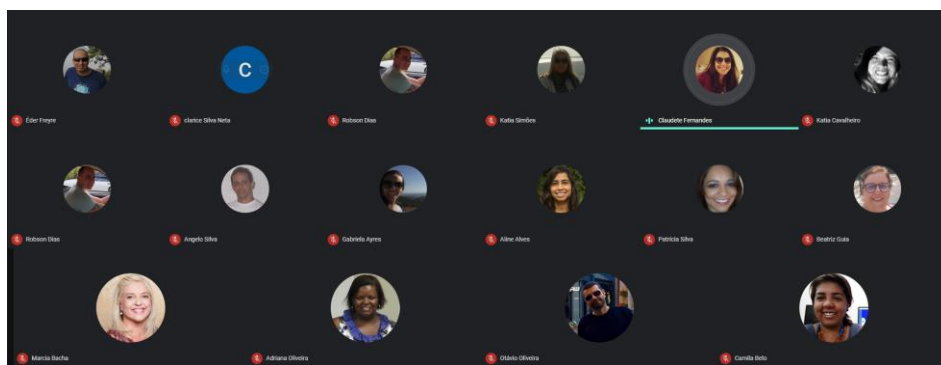 C
Éder Freyre
clarice Silva Neta
Robson Dias
Katia Simões
Claudete Fernandes
Katia Cavalheiro
Robson Dias
Angelo Silva
Gabriela Ayres
Aline Alves
Patricia Silva
Beatriz Guia
Marcia Bacha
Adriana Oliveira
Otávio Oliveira
Camila Belo